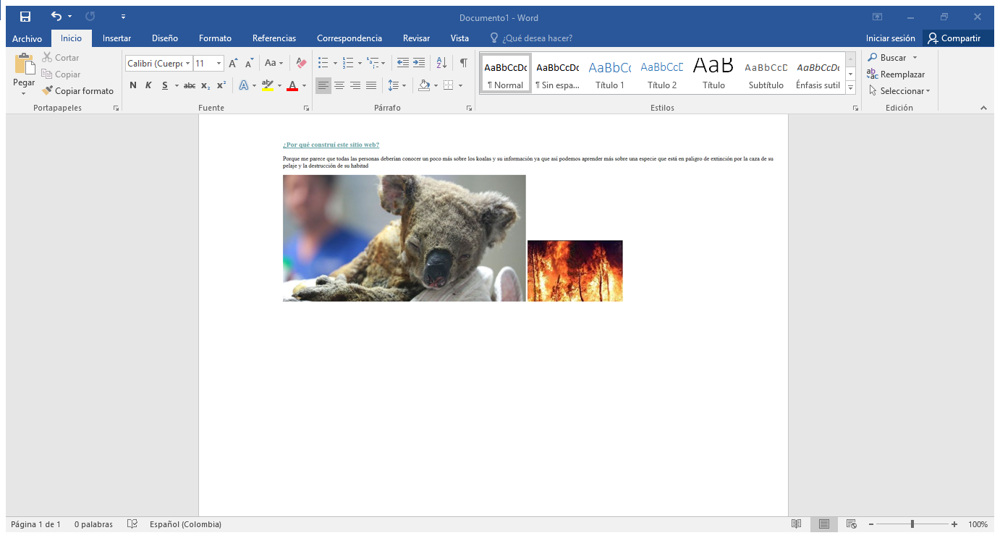 Documento1 - Word
Archivo Inicio Insertar Diseño Formato Referencias Correspondencia Revisar Vista ¿Qué desea hacer? Iniciar sesión Compartir
Pegar
Cortar
Copiar
Copiar formato
Portapapeles
Calibri (Cuerpo 11
Aa
N K S abc x₂ x² A aby A
Fuente
Párrafo
AaBbCcDc AaBbCcDc AaBbCc AaBbCcD AaB AaBbCcD AaBbCcDc
¶ Normal ¶ Sin espa... Título 1 Título 2 Título Subtítulo Énfasis sutil
Estilos
Buscar
Reemplazar
Seleccionar
Edición
¿Por qué construí este sitio web?
Porque me parece que todas las personas deberían conocer un poco más sobre los koalas y su información ya que así podemos aprender más sobre una especie que está en paligro de extinción por la caza de su
pelaje y la destrucción de su habitad
Página 1 de 1 0 palabras Español (Colombia) 100%